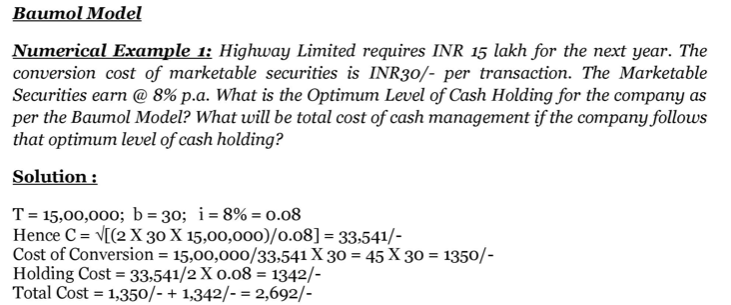 Baumol Model
Numerical Example 1: Highway Limited requires INR 15 lakh for the next year. The
conversion cost of marketable securities is INR30/- per transaction. The Marketable
Securities earn @ 8% p.a. What is the Optimum Level of Cash Holding for the company as
per the Baumol Model? What will be total cost of cash management if the company follows
that optimum level of cash holding?
Solution :
T = 15,00,000; b = 30; i = 8% = 0.08
Hence C = √[(2 X 30 X 15,00,000)/0.08] = 33,541/-
Cost of Conversion = 15,00,000/33,541 X 30 = 45 X 30 = 1350/-
Holding Cost = 33,541/2 X 0.08 = 1342/-
Total Cost = 1,350/- + 1,342/- = 2,692/-